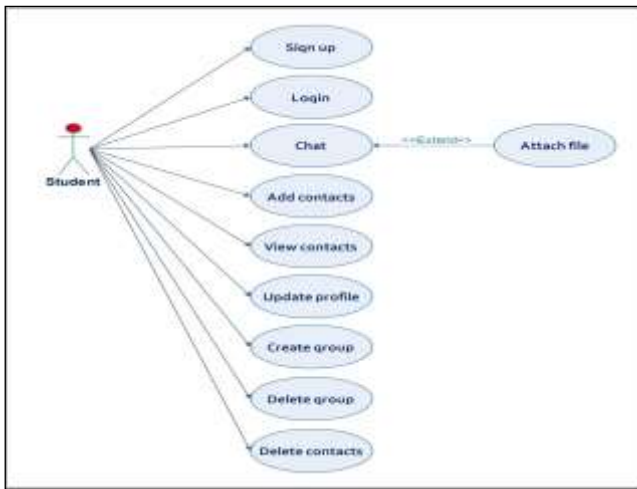 Sign up
Login
Chat
<<Extend>>
Attach file
Student
Add contacts
View contacts
Update profile
Create group
Delete group
Delete contacts